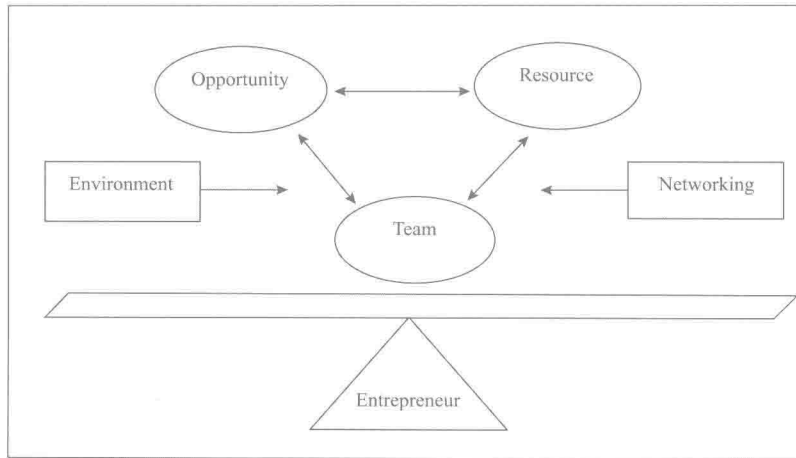 Opportunity
Resource
Environment
Networking
Team
Entrepreneur